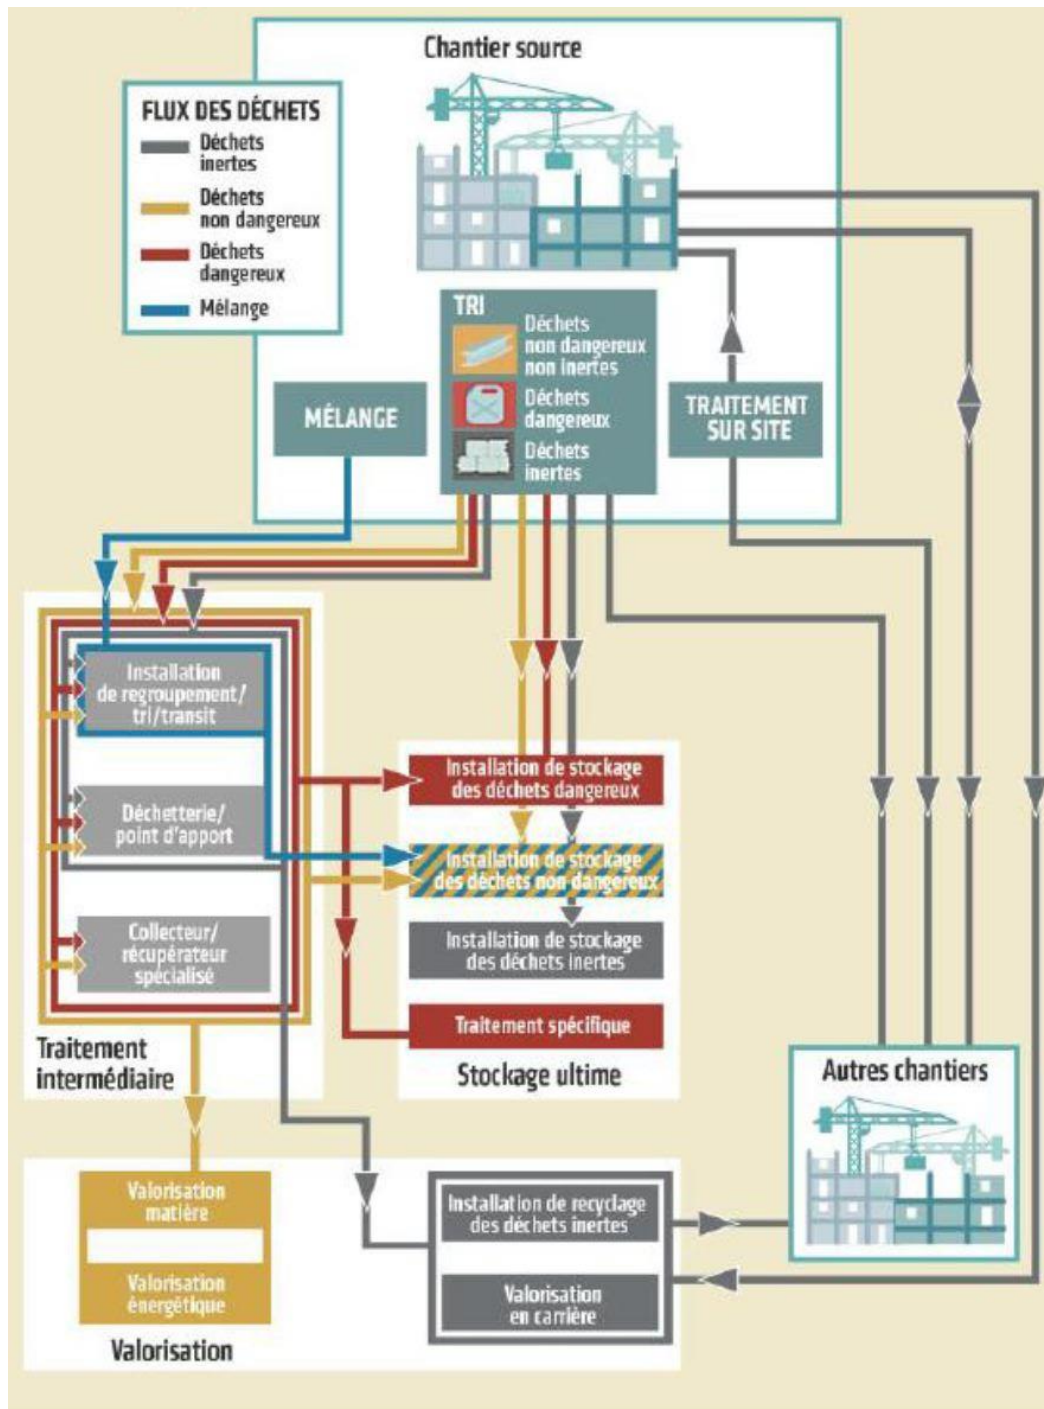 Chantier source
FLUX DES DÉCHETS
Déchets
inertes
Déchets
non dangereux
Déchets
dangereux
Mélange
TRI
Déchets
non dangereux
non inertes
Déchets
dangereux
Déchets
inertes
MÉLANGE
TRAITEMENT
SUR SITE
Installation
de regroupement/
tri/transit
Déchetterie/
point d'apport
Collecteur/
récupérateur
spécialisé
Traitement
intermédiaire
Installation de stockage
des déchets dangereux
Installation de stockage
des déchets non dangereux
Installation de stockage
des déchets inertes
Traitement spécifique
Stockage ultime
Autres chantiers
Valorisation
matière
Valorisation
énergétique
Valorisation
Installation de recyclage
des déchets inertes
Valorisation
en carrière